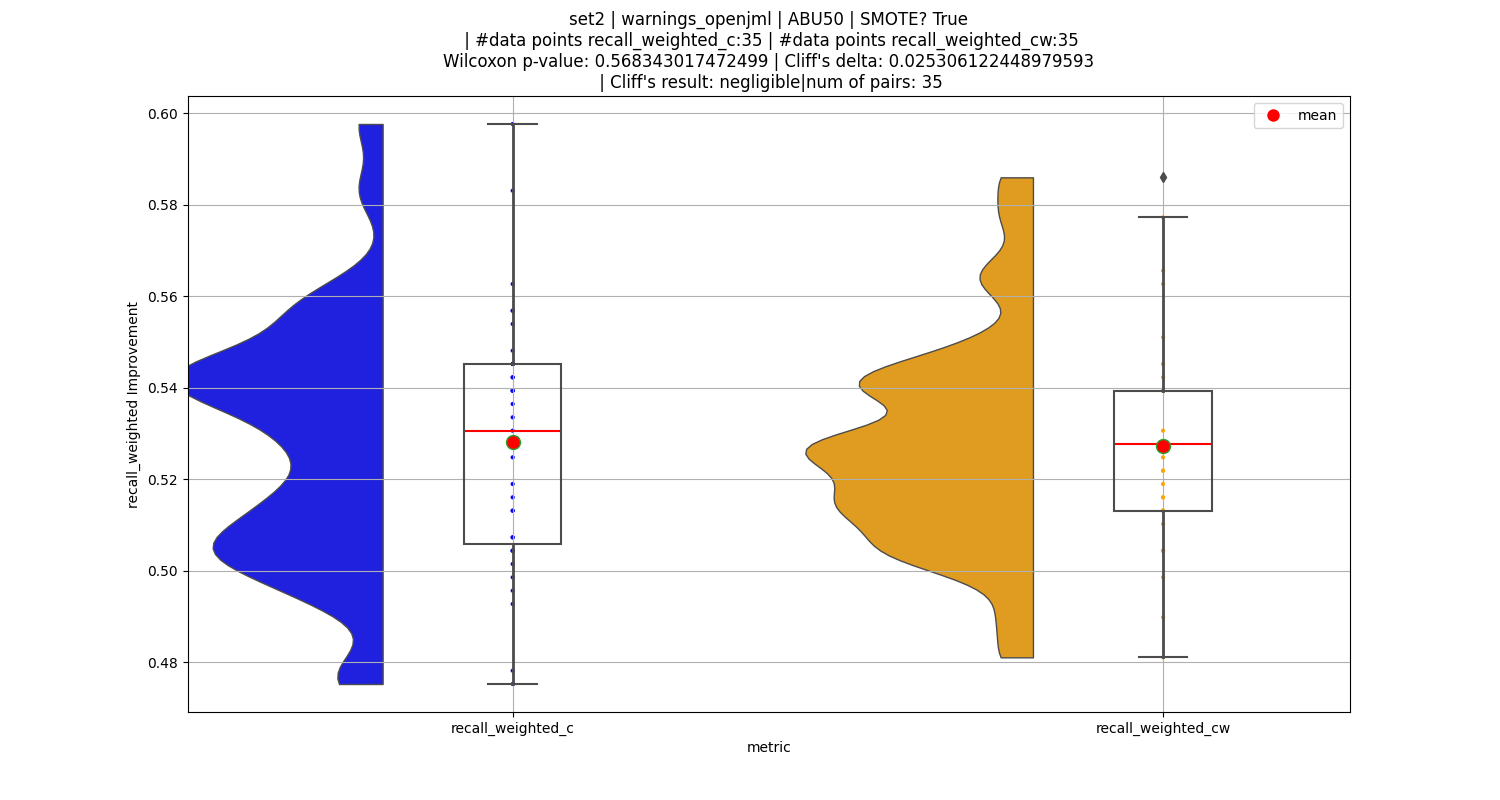 set2 | warnings_openjml | ABU50 | SMOTE? True
| #data points recall_weighted_c:35 | #data points recall_weighted_cw:35
Wilcoxon p-value: 0.568343017472499 | Cliff's delta: 0.025306122448979593
| Cliff's result: negligible|num of pairs: 35
mean
0.60
0.58
0.56
0.54
0.52
0.50
0.48
recall_weighted Improvement
recall_weighted_c
recall_weighted_cw
metric